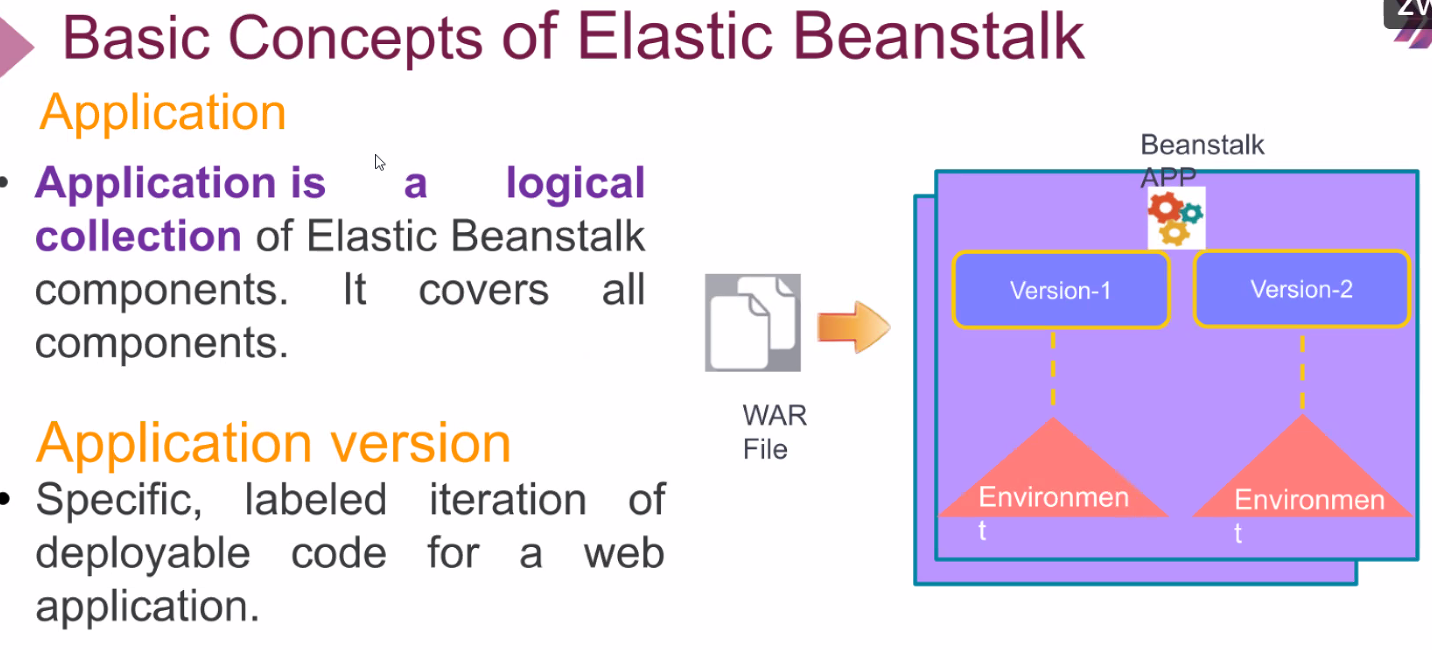 Basic Concepts of Elastic Beanstalk
Application
• Application is a logical
collection of Elastic Beanstalk
components. It covers all
components.
Application version
• Specific, labeled iteration of
deployable code for a web
application.
WAR
File
Beanstalk
APP
Version-1
Version-2
Environmen
t
Environmen
t